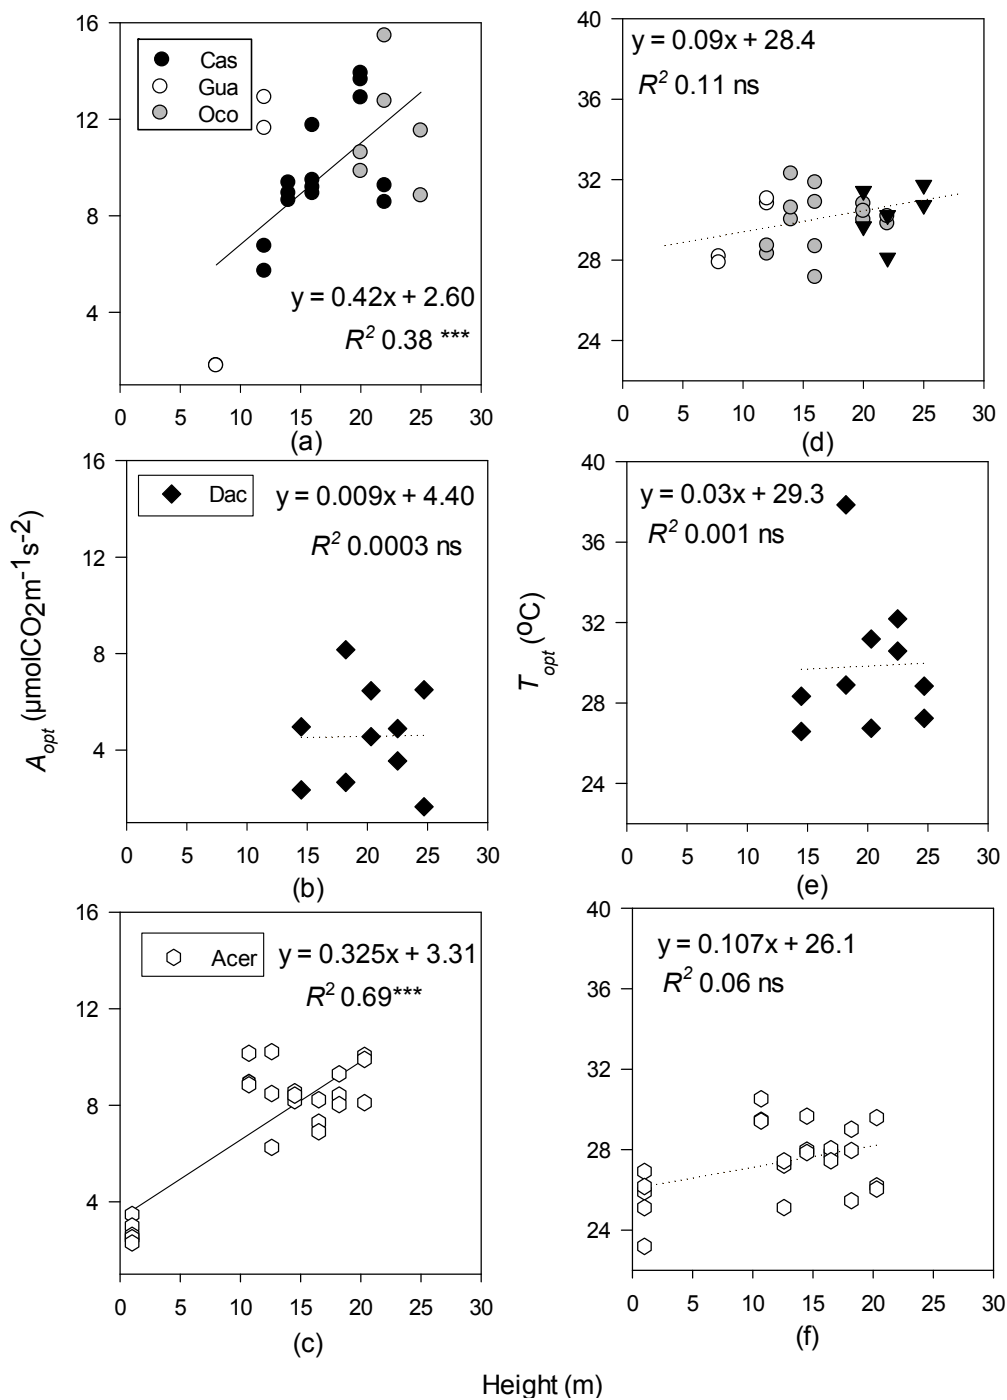 16
12
8
4
Cas
Gua
Oco
y = 0.42x + 2.60
R² 0.38 ***
0 5 10 15 20 25 30
(a)
40
36
32
28
24
y = 0.09x + 28.4
R² 0.11 ns
0 5 10 15 20 25 30
(d)
A_opt (µmolCO2m-1s-2)
16
12
8
4
Dac
y = 0.009x + 4.40
R² 0.0003 ns
0 5 10 15 20 25 30
(b)
T_opt (ºC)
40
36
32
28
24
y = 0.03x + 29.3
R² 0.001 ns
0 5 10 15 20 25 30
(e)
16
12
8
4
Acer
y = 0.325x + 3.31
R² 0.69***
0 5 10 15 20 25 30
(c)
40
36
32
28
24
y = 0.107x + 26.1
R² 0.06 ns
0 5 10 15 20 25 30
(f)
Height (m)